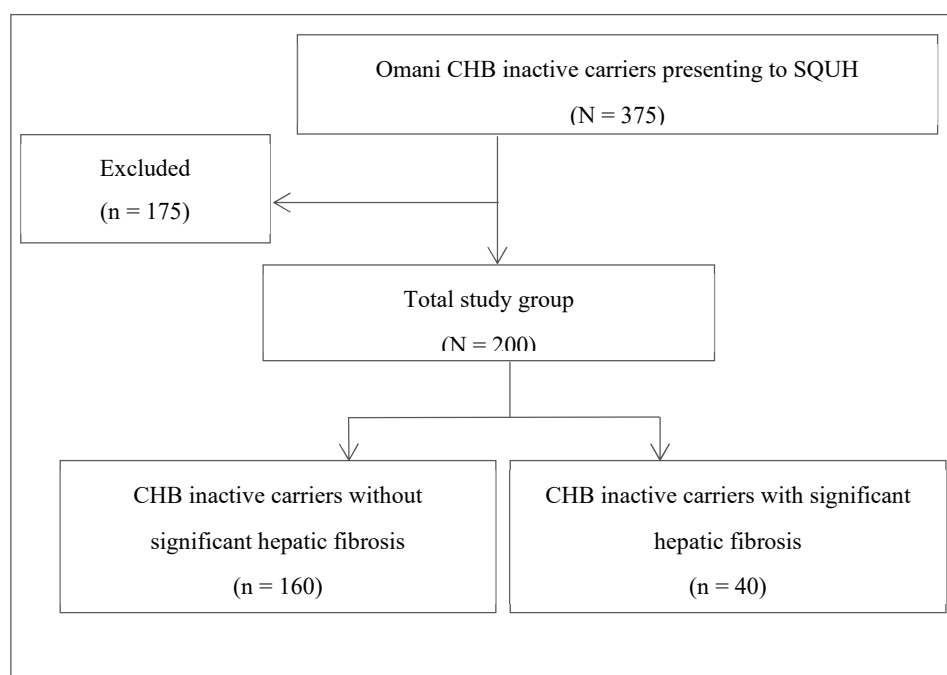 Omani CHB inactive carriers presenting to SQUH
(N = 375)
Excluded
(n = 175)
Total study group
(N = 200)
CHB inactive carriers without
significant hepatic fibrosis
(n = 160)
CHB inactive carriers with significant
hepatic fibrosis
(n = 40)